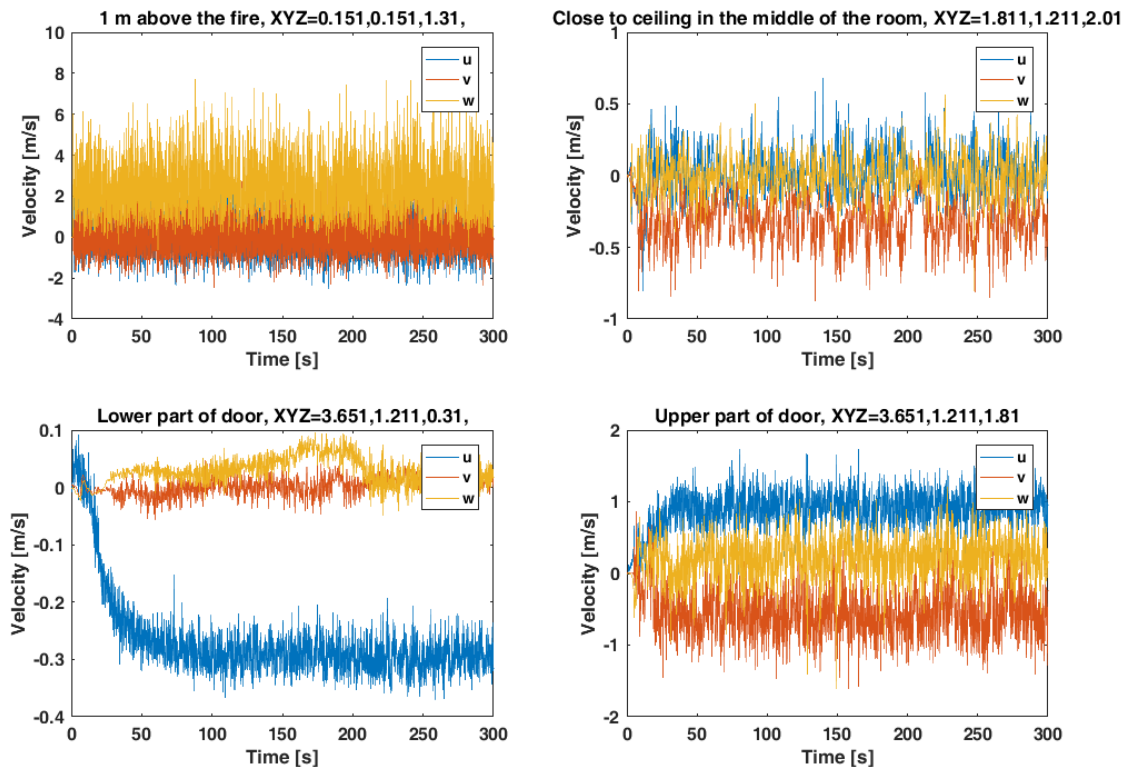 1 m above the fire, XYZ=0.151,0.151,1.31,
10
8
6
4
2
0
-2
-4
Velocity [m/s]
u
v
w
0 50 100 150 200 250 300
Time [s]
Close to ceiling in the middle of the room, XYZ=1.811,1.211,2.01
1
0.5
0
-0.5
-1
Velocity [m/s]
u
v
w
0 50 100 150 200 250 300
Time [s]
Lower part of door, XYZ=3.651,1.211,0.31,
0.1
0
-0.1
-0.2
-0.3
-0.4
Velocity [m/s]
u
v
w
0 50 100 150 200 250 300
Time [s]
Upper part of door, XYZ=3.651,1.211,1.81
2
1
0
-1
-2
Velocity [m/s]
u
v
w
0 50 100 150 200 250 300
Time [s]